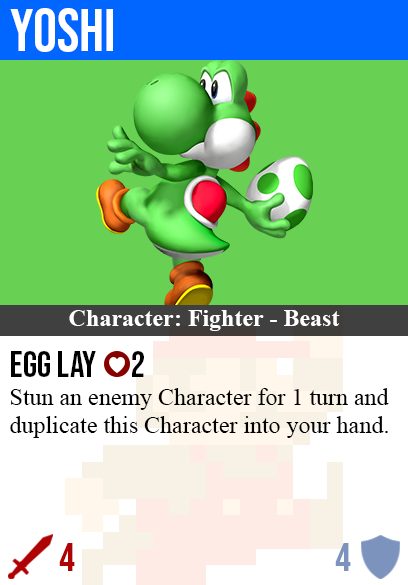 YOSHI
Character: Fighter - Beast
EGG LAY 2
Stun an enemy Character for 1 turn and
duplicate this Character into your hand.
4 4